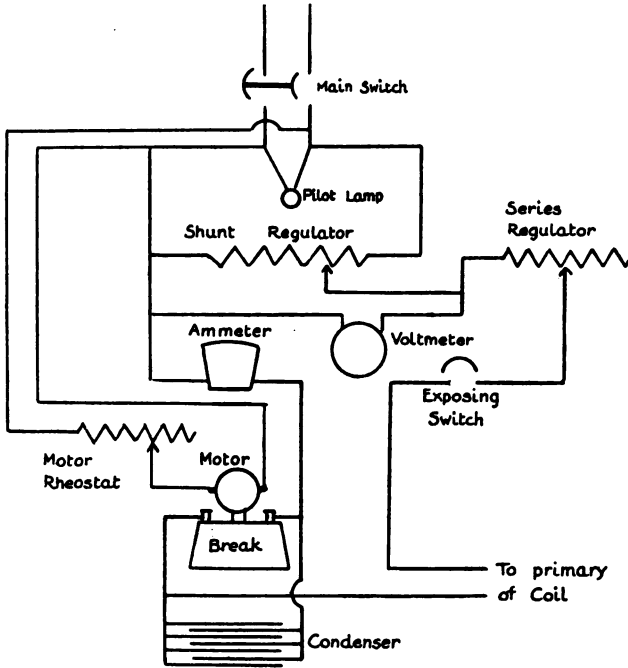 Main Switch
Pilot Lamp
Shunt Regulator
Series
Regulator
Ammeter
Voltmeter
Exposing
Switch
Motor
Rheostat
Motor
Break
To primary
of Coil
Condenser